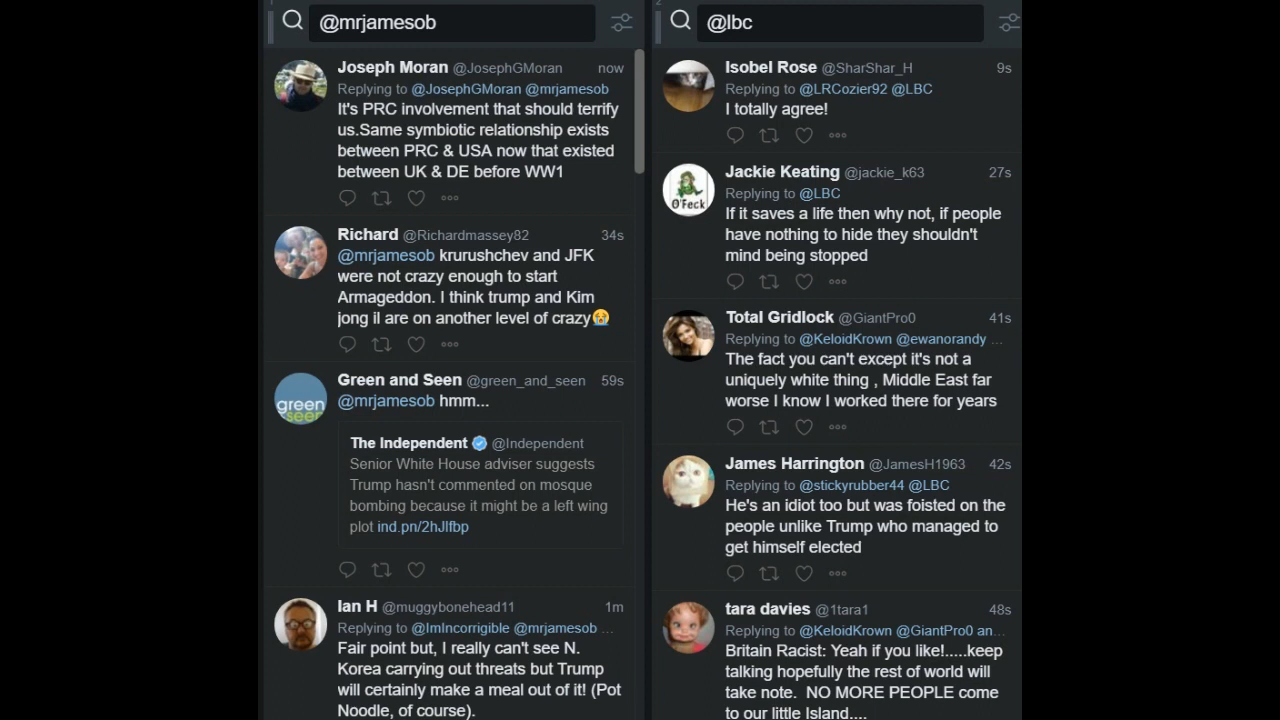 @mrjamesob
Joseph Moran @JosephGMoran now
Replying to @JosephGMoran @mrjamesob
It's PRC involvement that should terrify
us.Same symbiotic relationship exists
between PRC & USA now that existed
between UK & DE before WW1
Richard @Richardmassey82 34s
@mrjamesob krurushchev and JFK
were not crazy enough to start
Armageddon. I think trump and Kim
jong il are on another level of crazy😭
Green and Seen @green_and_seen 59s
@mrjamesob hmm...
green
seen
The Independent @Independent
Senior White House adviser suggests
Trump hasn't commented on mosque
bombing because it might be a left wing
plot ind.pn/2hJlfbp
Ian H @muggybonehead11 1m
Replying to @ImIncorrigible @mrjamesob ...
Fair point but, I really can't see N.
Korea carrying out threats but Trump
will certainly make a meal out of it! (Pot
Noodle, of course).
2
@lbc
Isobel Rose @SharShar_H 9s
Replying to @LRCozier92 @LBC
I totally agree!
Jackie Keating @jackie_k63 27s
O'Feck
Replying to @LBC
If it saves a life then why not, if people
have nothing to hide they shouldn't
mind being stopped
Total Gridlock @GiantPro0 41s
Replying to @KeloidKrown @ewanorandy ...
The fact you can't except it's not a
uniquely white thing , Middle East far
worse I know I worked there for years
James Harrington @JamesH1963 42s
Replying to @stickyrubber44 @LBC
He's an idiot too but was foisted on the
people unlike Trump who managed to
get himself elected
tara davies @1tara1 48s
Replying to @KeloidKrown @GiantPro0 an...
Britain Racist: Yeah if you like!.....keep
talking hopefully the rest of world will
take note. NO MORE PEOPLE come
to our little Island....